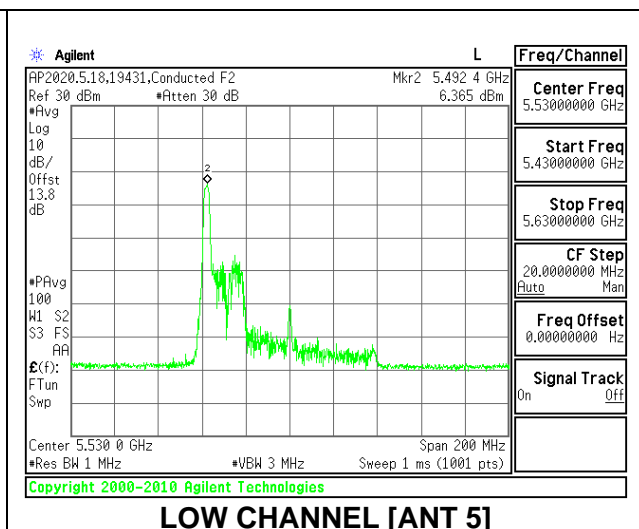 Agilent L
AP2020.5.18,19431,Conducted F2 Mkr2 5.492 4 GHz
Ref 30 dBm #Atten 30 dB 6.365 dBm
#Avg
Log
10
dB/
Offst
13.8
dB
2
#PAvg
100
W1 S2
S3 FS
AA
£(f):
FTun
Swp
Center 5.530 0 GHz Span 200 MHz
#Res BW 1 MHz #VBW 3 MHz Sweep 1 ms (1001 pts)
Copyright 2000-2010 Agilent Technologies
Freq/Channel
Center Freq
5.53000000 GHz
Start Freq
5.43000000 GHz
Stop Freq
5.63000000 GHz
CF Step
20.0000000 MHz
Auto Man
Freq Offset
0.00000000 Hz
Signal Track
On Off
LOW CHANNEL [ANT 5]